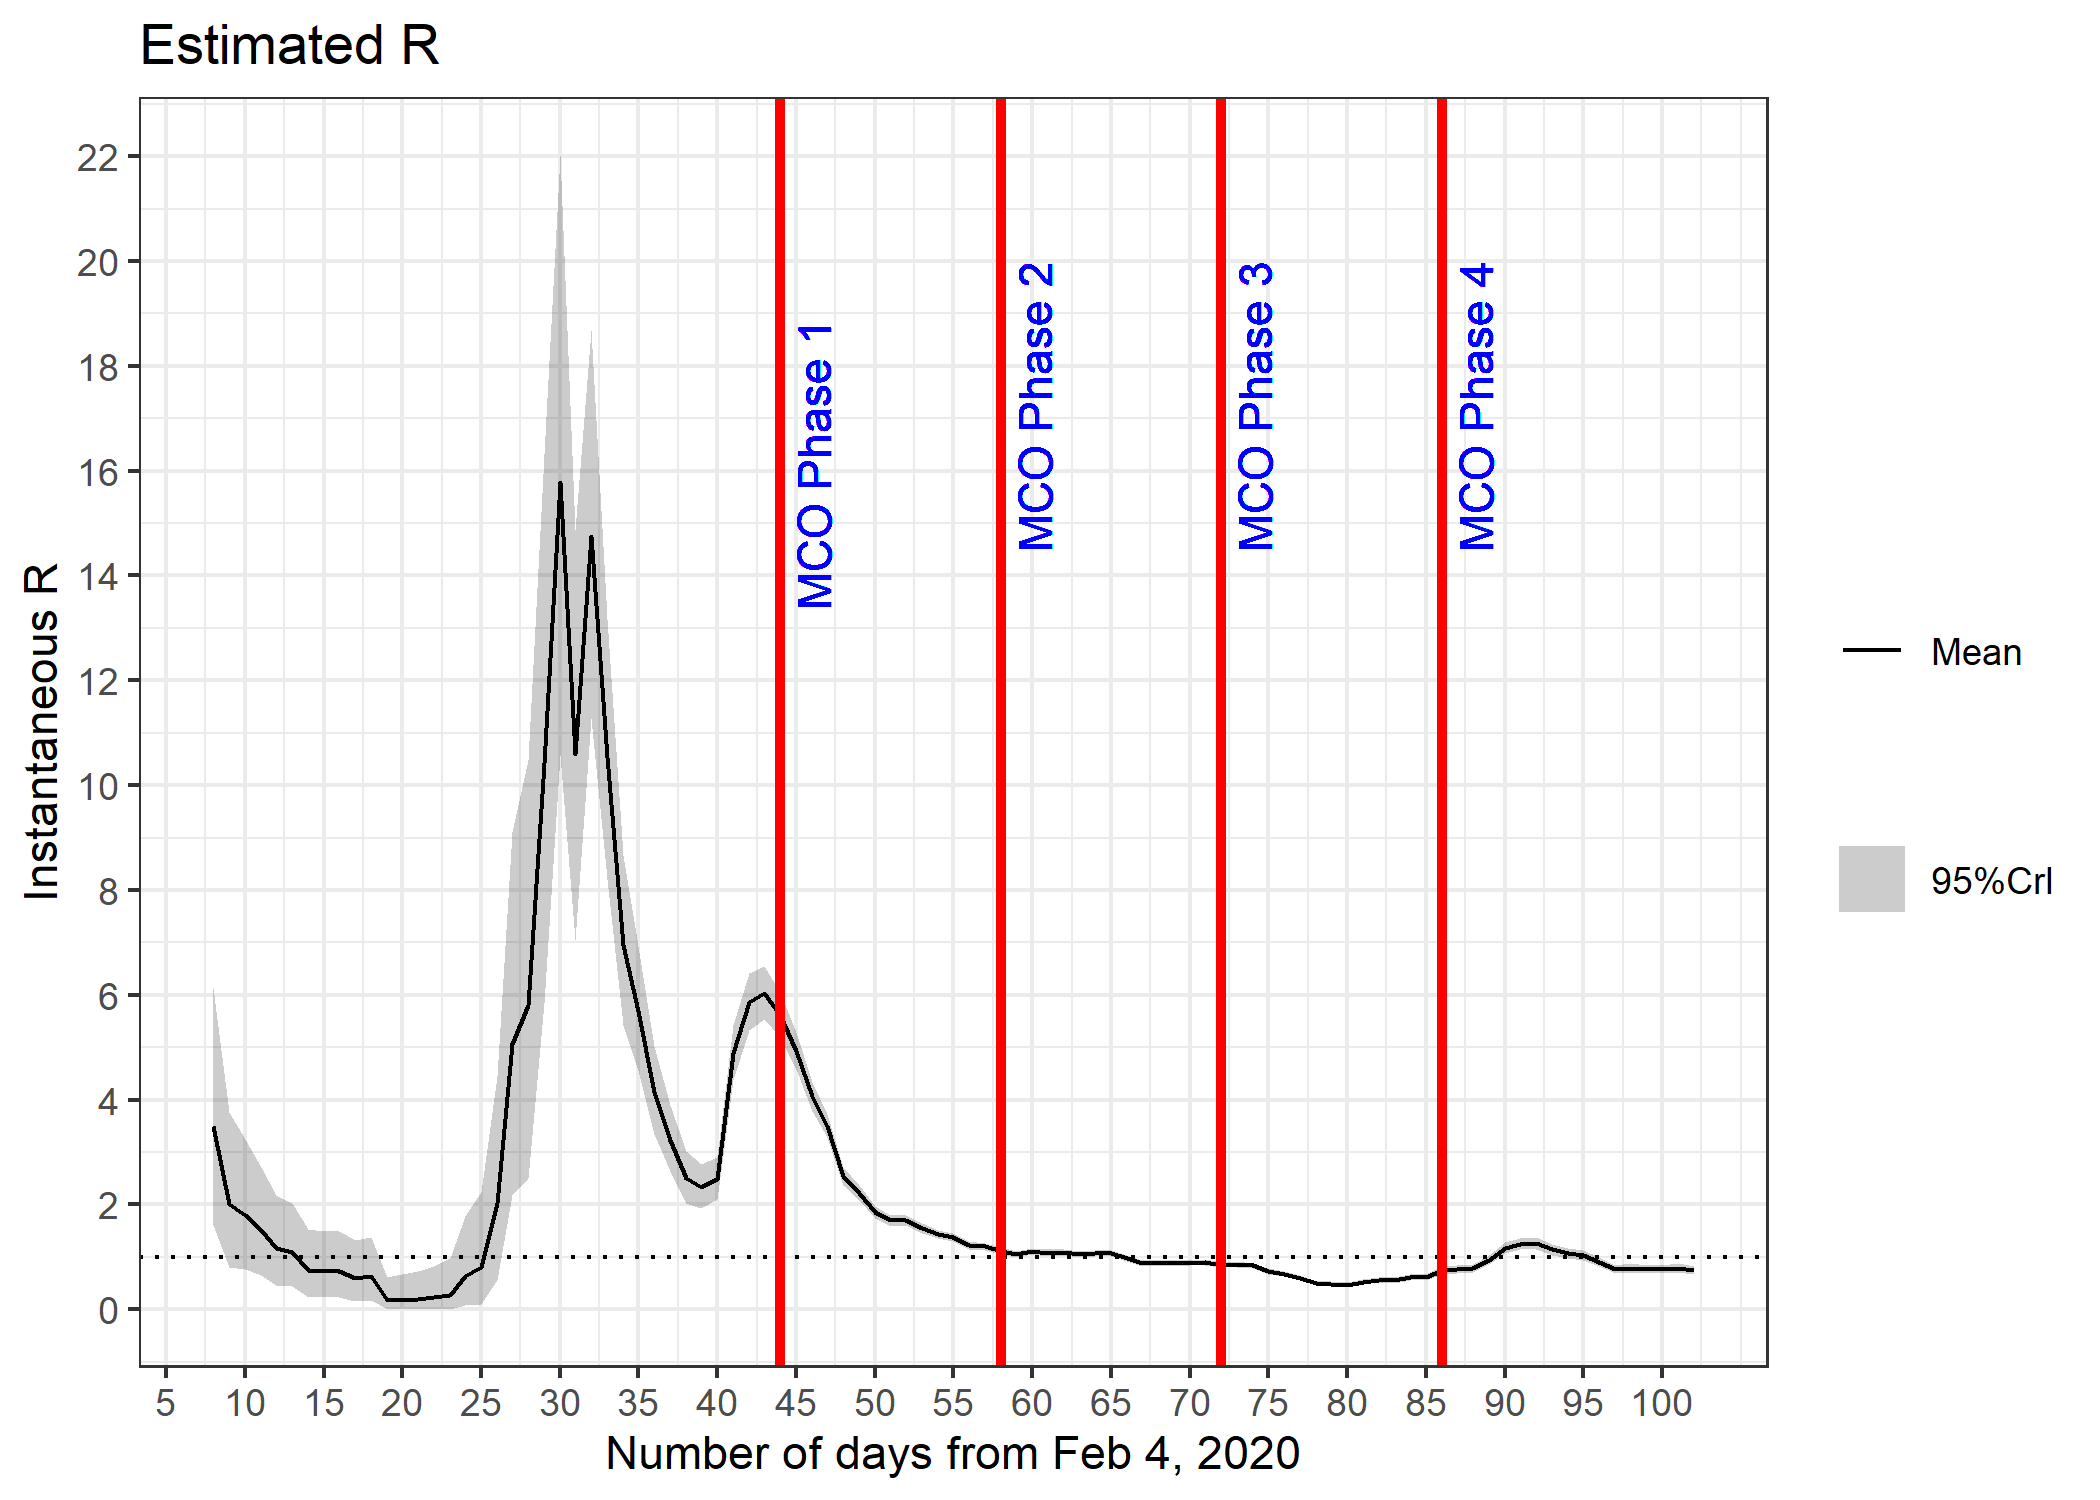 Estimated R
Instantaneous R
22
20
18
16
14
12
10
8
6
4
2
0
MCO Phase 1
MCO Phase 2
MCO Phase 3
MCO Phase 4
Mean
95%CrI
5 10 15 20 25 30 35 40 45 50 55 60 65 70 75 80 85 90 95 100
Number of days from Feb 4, 2020